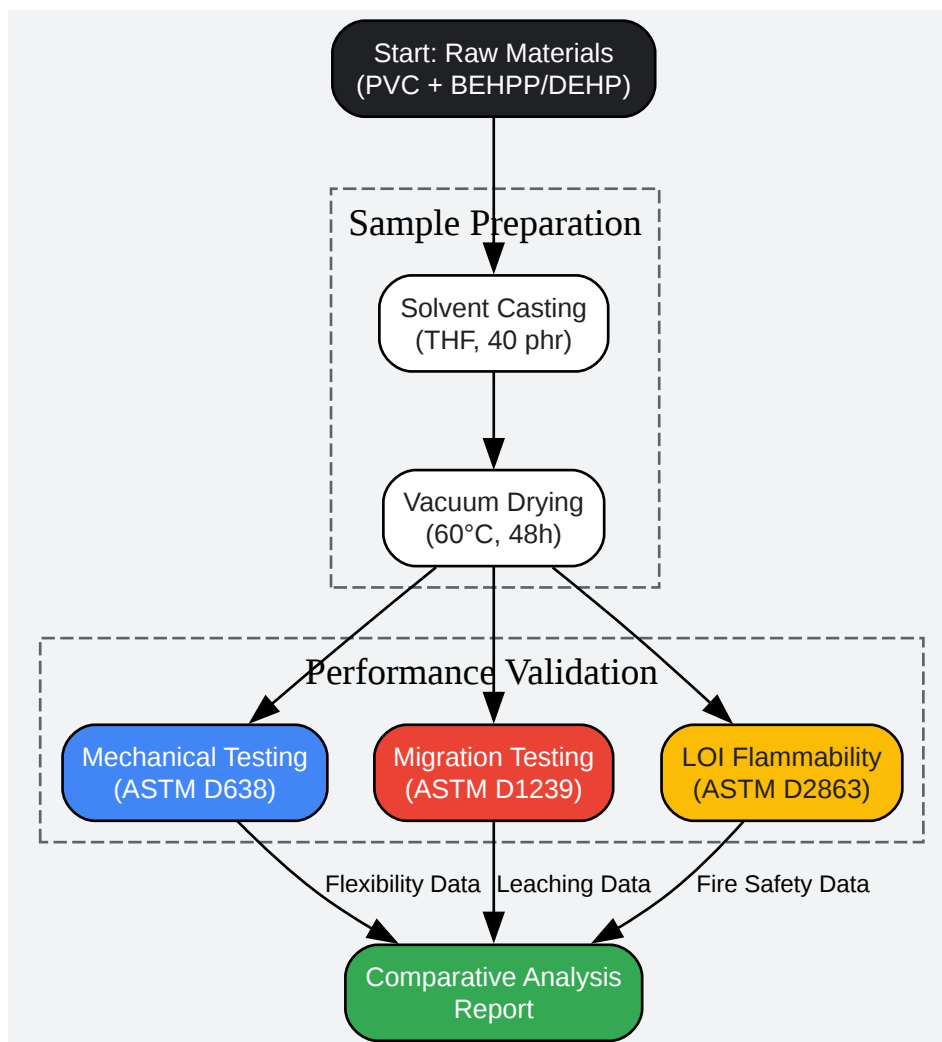 Start: Raw Materials
(PVC + BEHPP/DEHP)
Sample Preparation
Solvent Casting
(THF, 40 phr)
Vacuum Drying
(60°C, 48h)
Performance Validation
Mechanical Testing
(ASTM D638)
Migration Testing
(ASTM D1239)
LOI Flammability
(ASTM D2863)
Flexibility Data
Leaching Data
Fire Safety Data
Comparative Analysis
Report